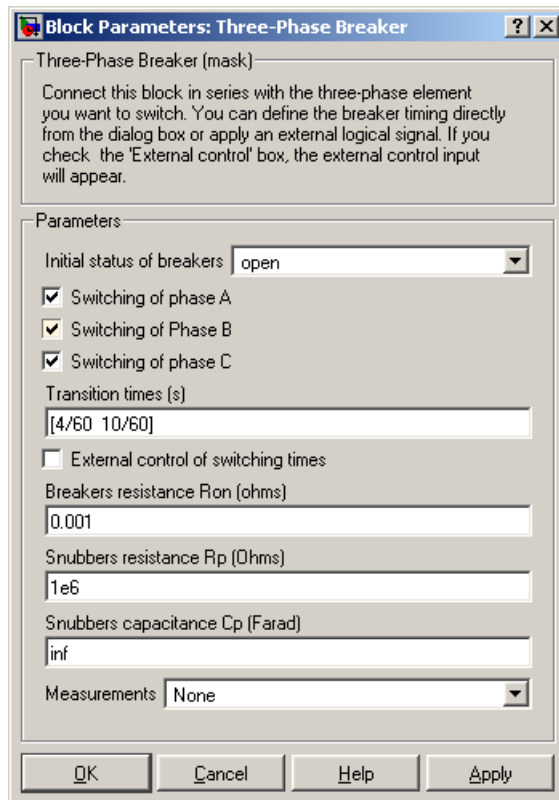 Block Parameters: Three-Phase Breaker
Three-Phase Breaker (mask)
Connect this block in series with the three-phase element
you want to switch. You can define the breaker timing directly
from the dialog box or apply an external logical signal. If you
check the 'External control' box, the external control input
will appear.
Parameters
Initial status of breakers open
Switching of phase A
Switching of Phase B
Switching of phase C
Transition times (s)
[4/60 10/60]
External control of switching times
Breakers resistance Ron (ohms)
0.001
Snubbers resistance Rp (Ohms)
1e6
Snubbers capacitance Cp (Farad)
inf
Measurements None
OK Cancel Help Apply